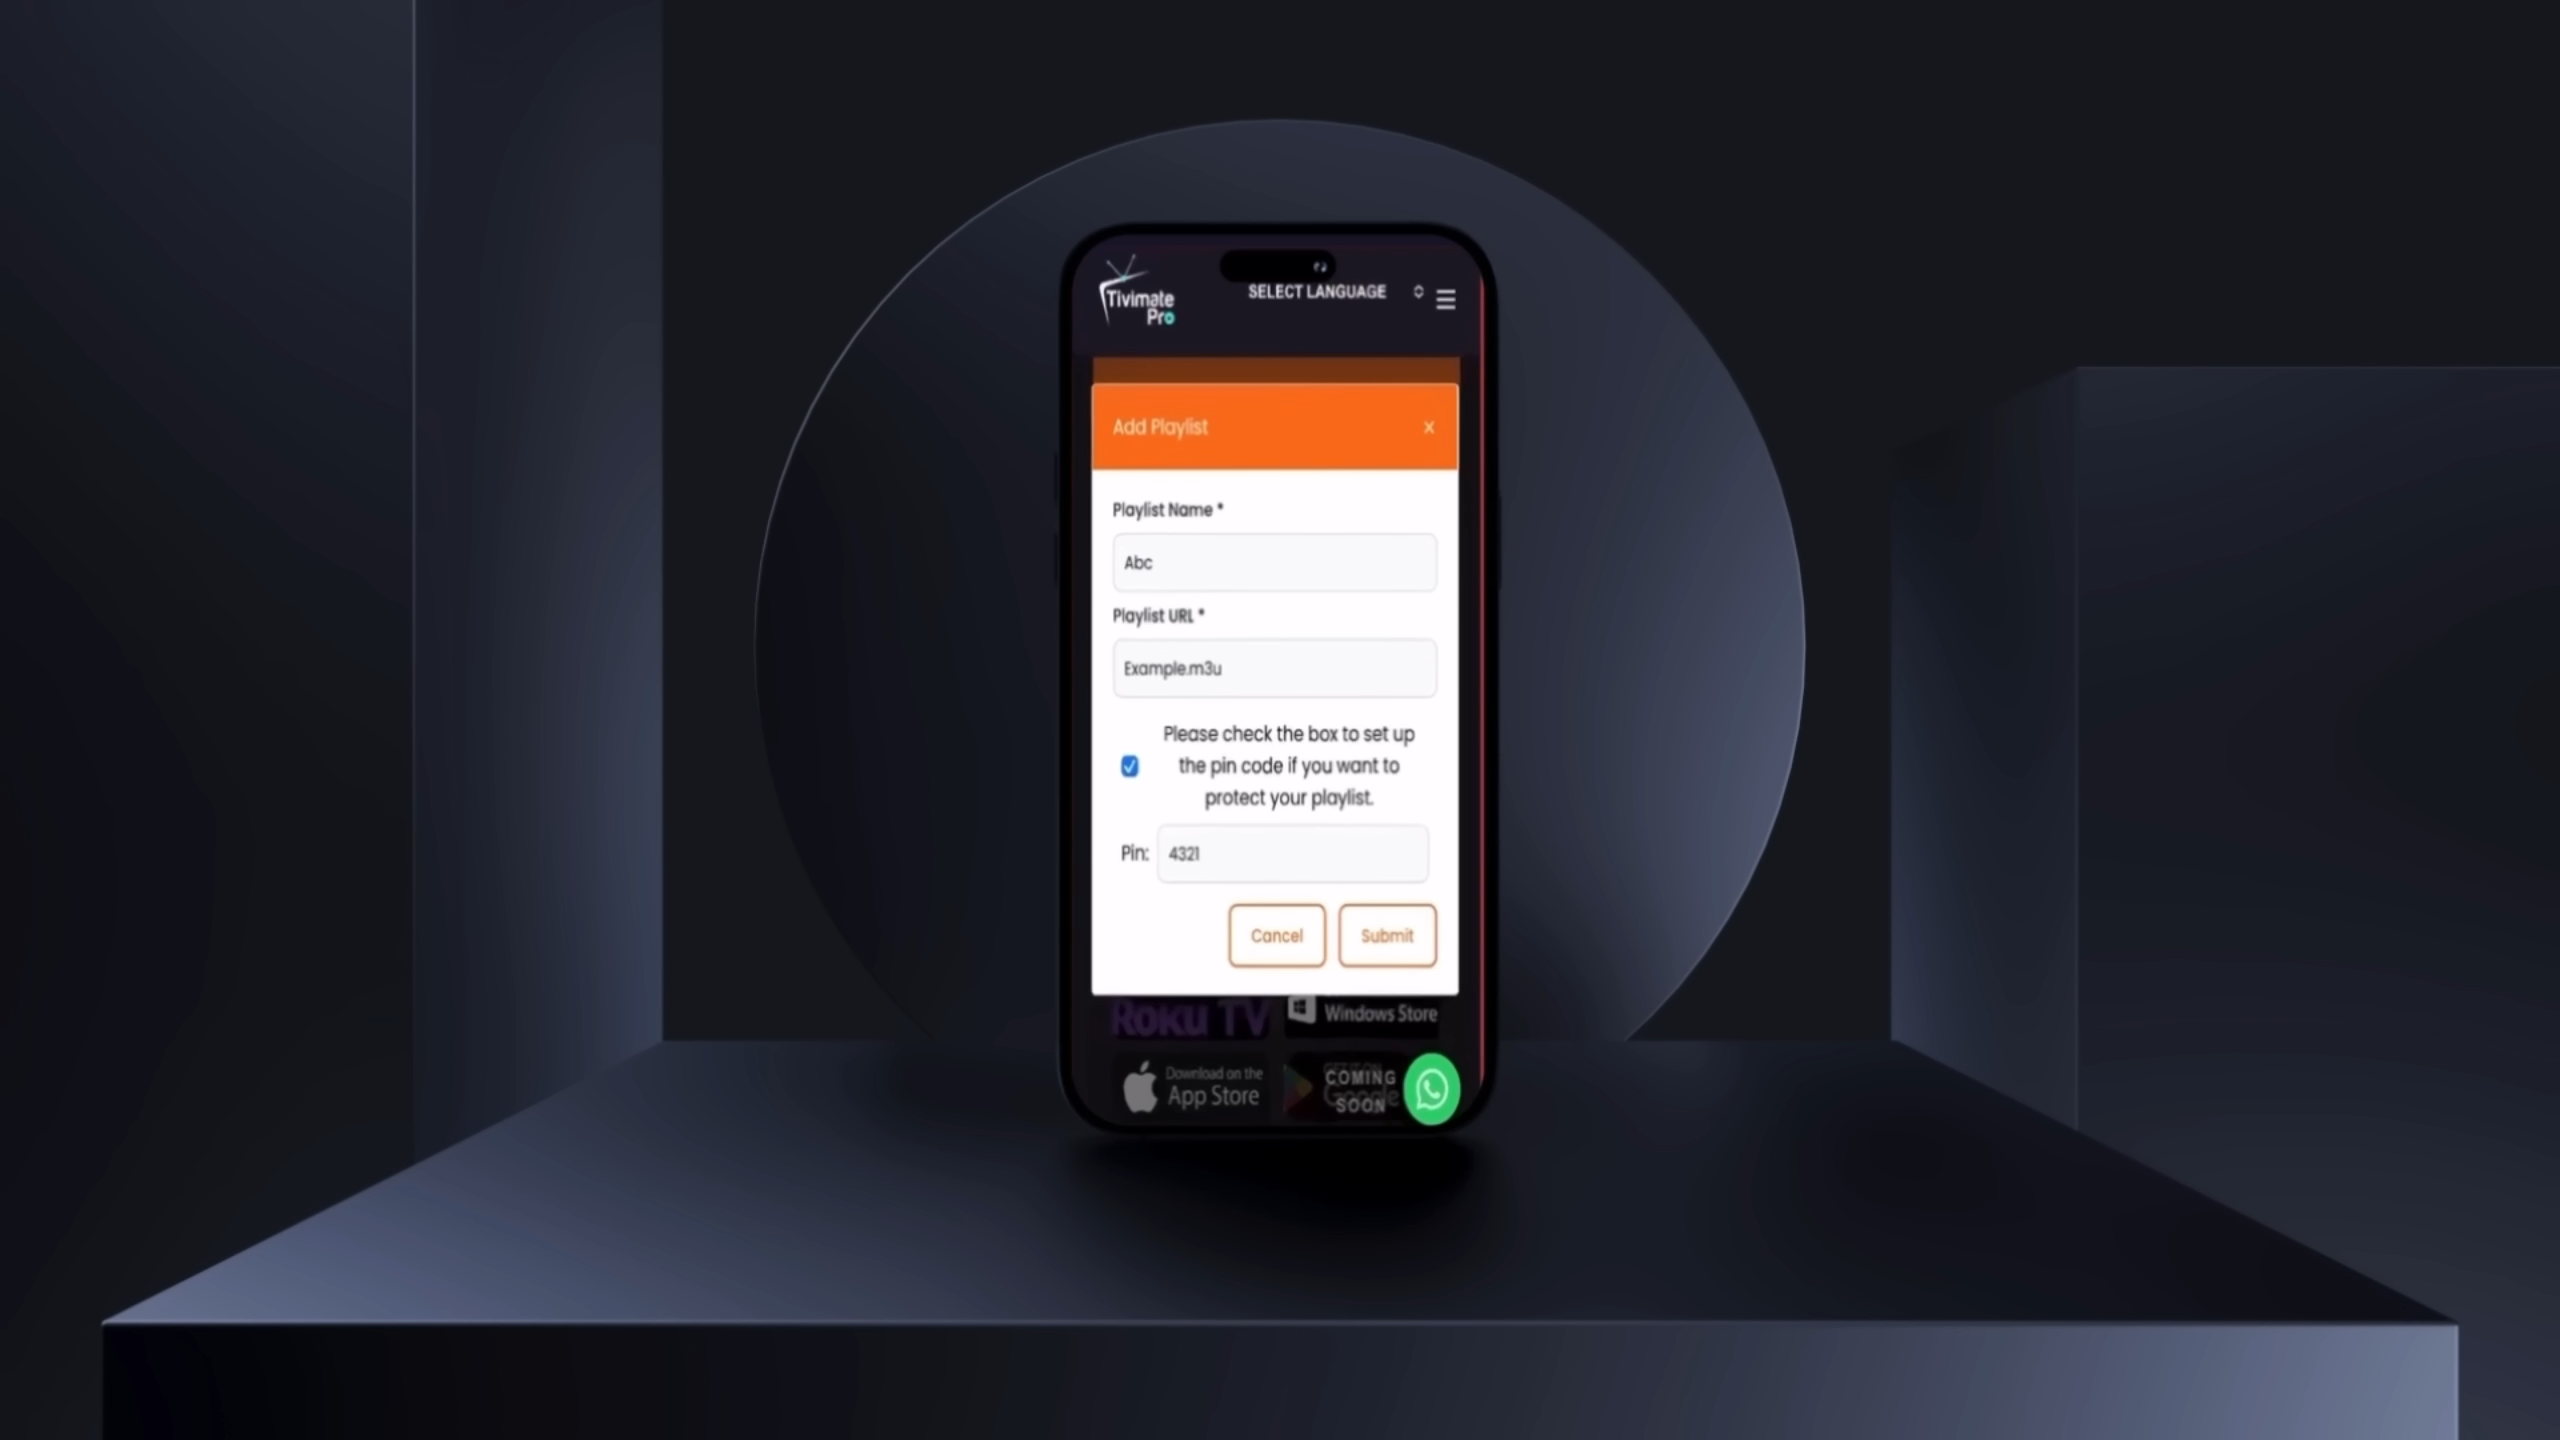 Tivimate
Pro
SELECT LANGUAGE
Add Playlist
x
Playlist Name *
Abc
Playlist URL *
Example.m3u
Please check the box to set up
the pin code if you want to
protect your playlist.
Pin: 4321
Cancel Submit
Roku TV
Windows Store
Download on the
App Store
COMING
Google
SOON